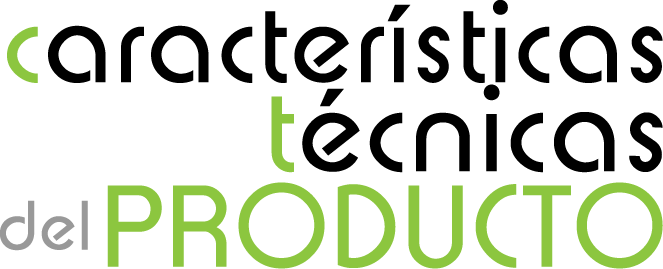 características
técnicas
del PRODUCTO